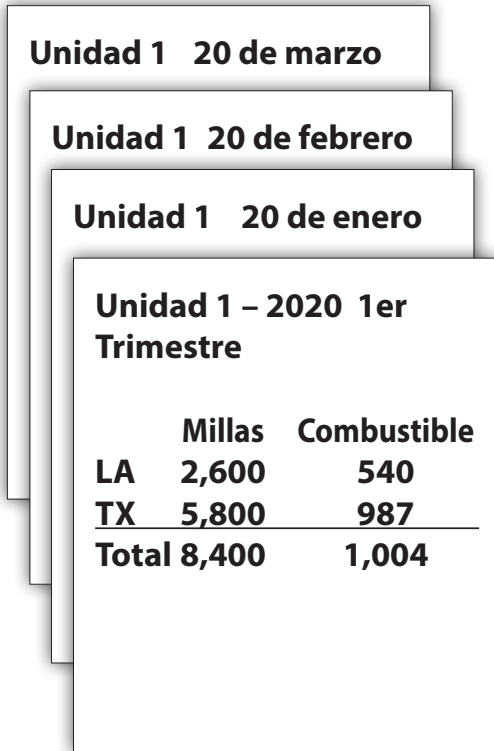 Unidad 1 20 de marzo
Unidad 1 20 de febrero
Unidad 1 20 de enero
Unidad 1 – 2020 1er
Trimestre
Millas Combustible
LA 2,600 540
TX 5,800 987
Total 8,400 1,004